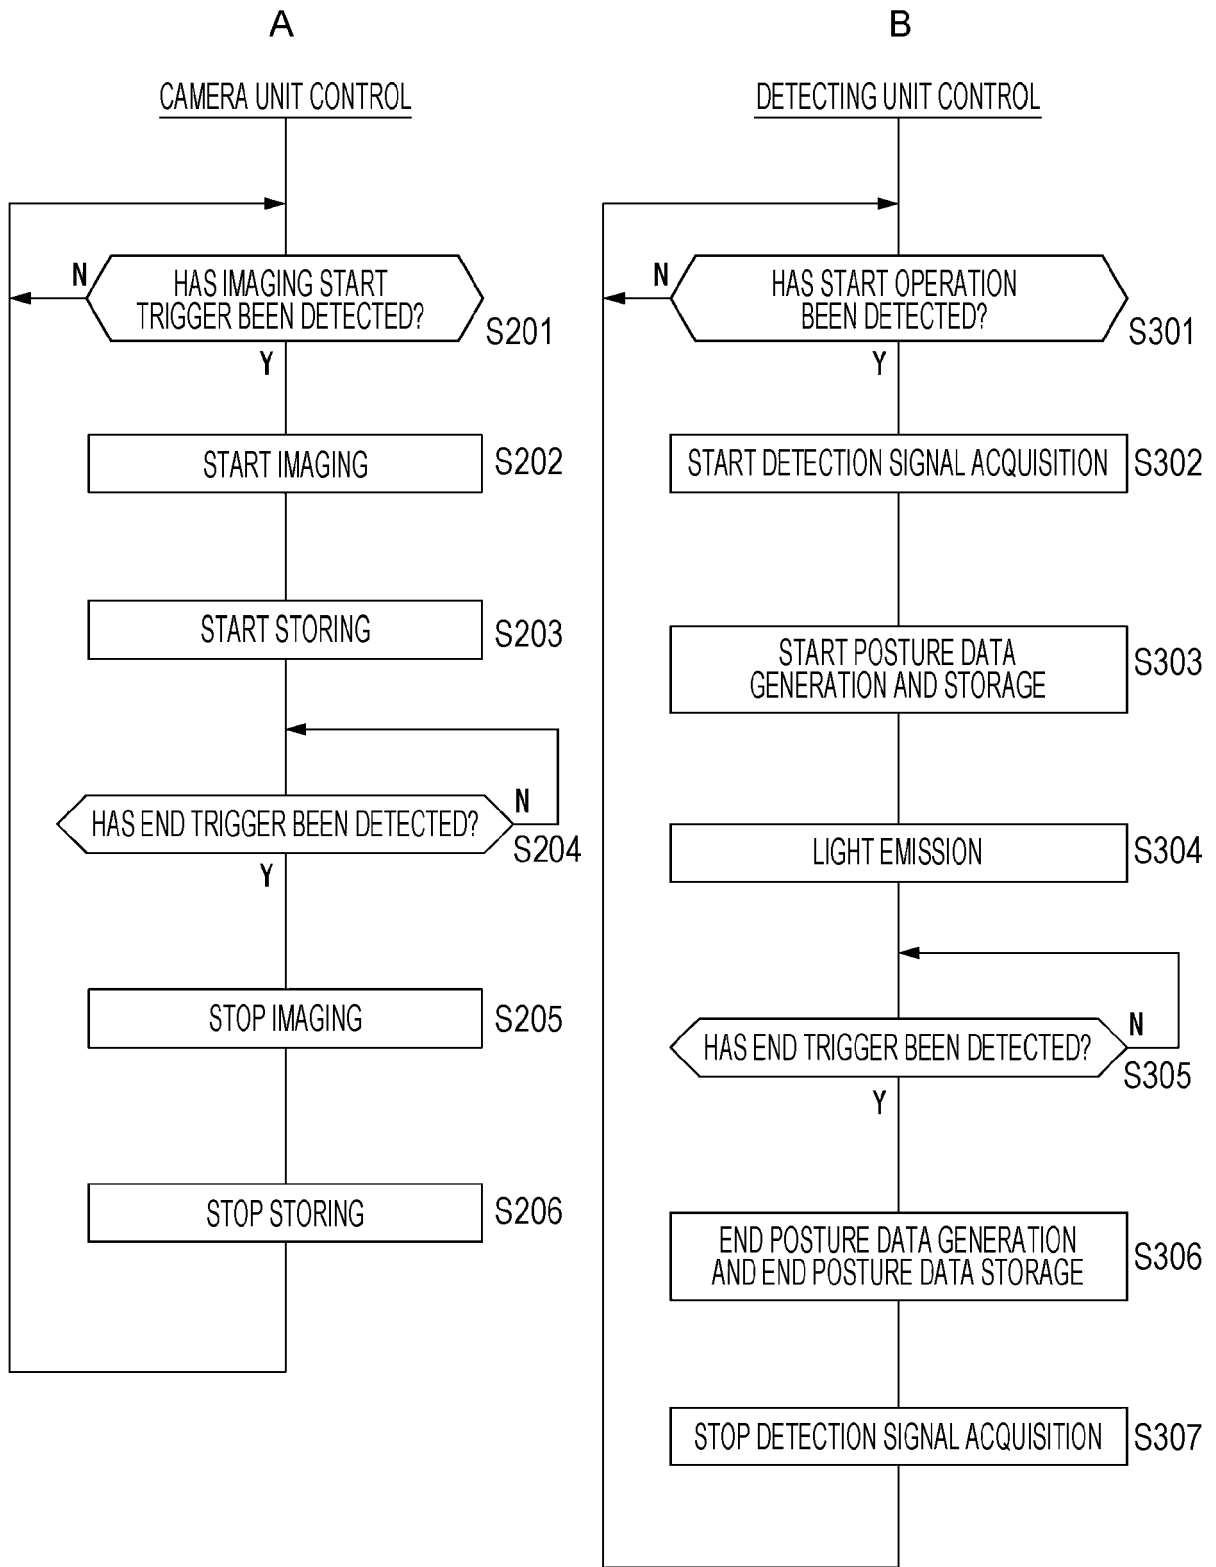 A
CAMERA UNIT CONTROL
N
HAS IMAGING START
TRIGGER BEEN DETECTED?
S201
Y
START IMAGING
S202
START STORING
S203
HAS END TRIGGER BEEN DETECTED?
N
S204
Y
STOP IMAGING
S205
STOP STORING
S206
B
DETECTING UNIT CONTROL
N
HAS START OPERATION
BEEN DETECTED?
S301
Y
START DETECTION SIGNAL ACQUISITION
S302
START POSTURE DATA
GENERATION AND STORAGE
S303
LIGHT EMISSION
S304
HAS END TRIGGER BEEN DETECTED?
N
S305
Y
END POSTURE DATA GENERATION
AND END POSTURE DATA STORAGE
S306
STOP DETECTION SIGNAL ACQUISITION
S307